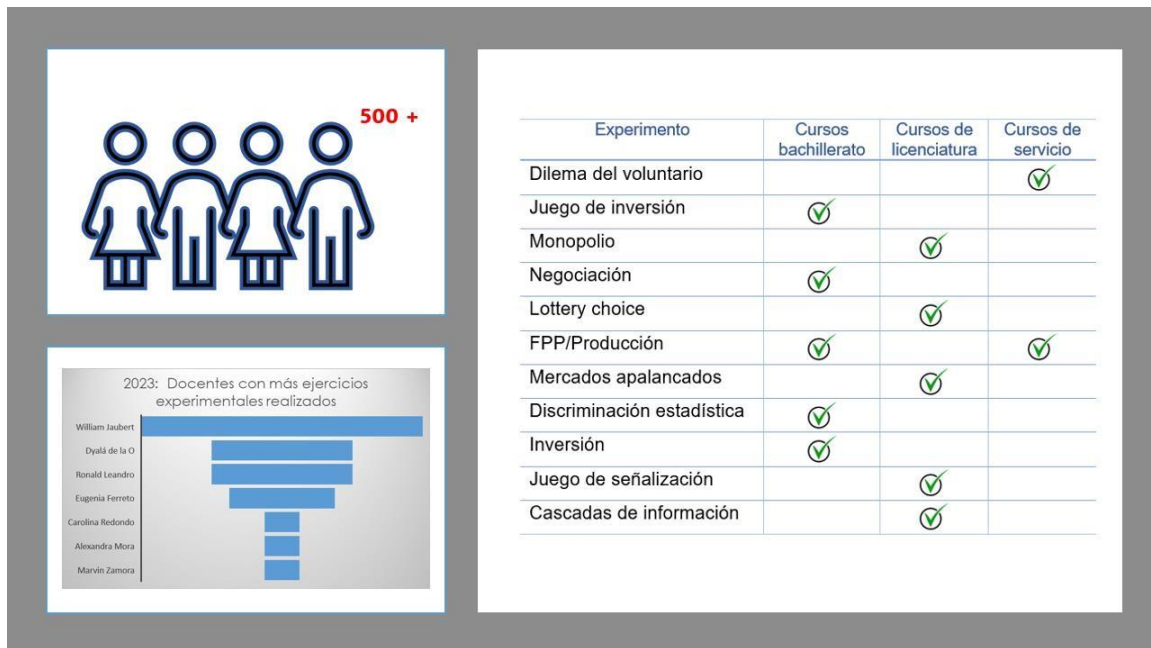 500 +
2023: Docentes con más ejercicios
experimentales realizados
William Jaubert
Dyalá de la O
Ronald Leandro
Eugenia Ferreto
Carolina Redondo
Alexandra Mora
Marvin Zamora
Experimento Cursos bachillerato Cursos de licenciatura Cursos de servicio
Dilema del voluntario
Juego de inversión
Monopolio
Negociación
Lottery choice
FPP/Producción
Mercados apalancados
Discriminación estadística
Inversión
Juego de señalización
Cascadas de información